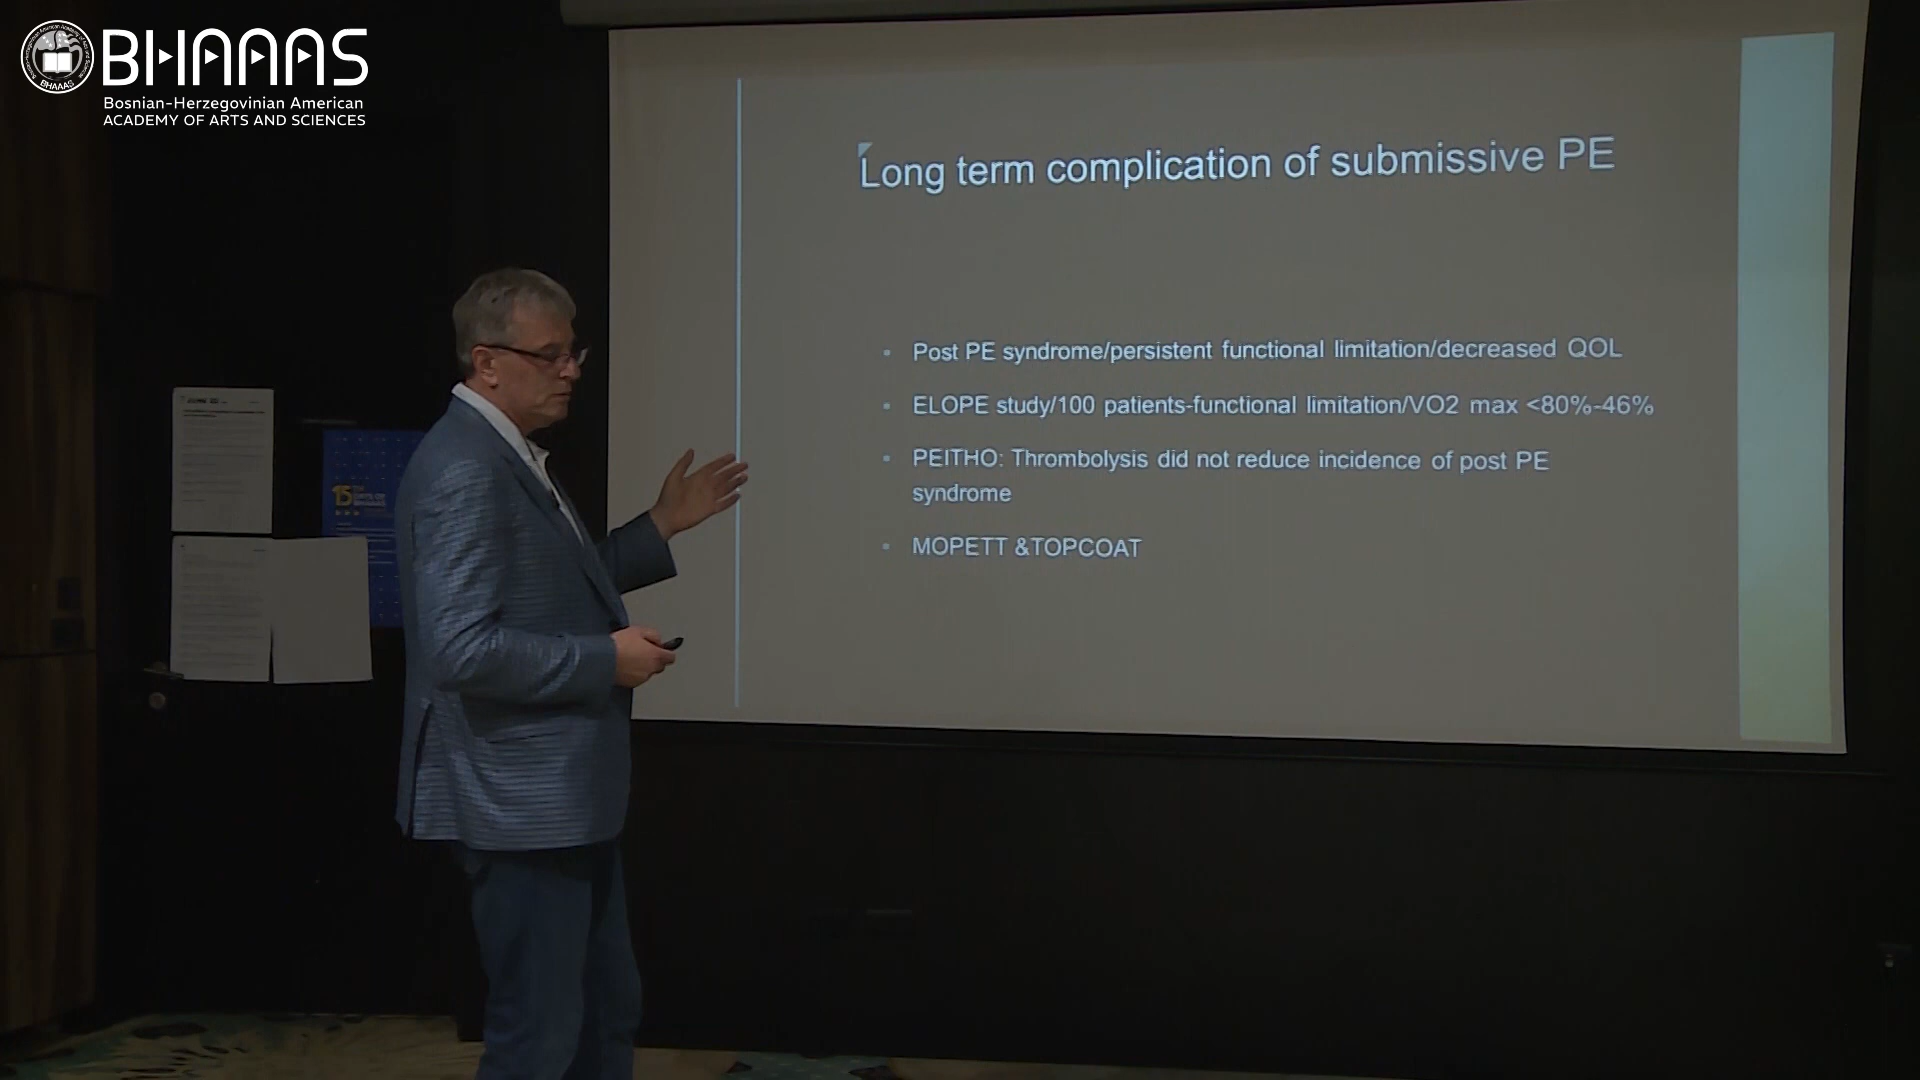 BHAAAS
Bosnian-Herzegovinian American
ACADEMY OF ARTS AND SCIENCES
BHAAAS
Long term complication of submissive PE
Post PE syndrome/persistent functional limitation/decreased QOL
ELOPE study/100 patients-functional limitation/VO2 max <80%-46%
PEITHO: Thrombolysis did not reduce incidence of post PE
syndrome
MOPETT &TOPCOAT
15